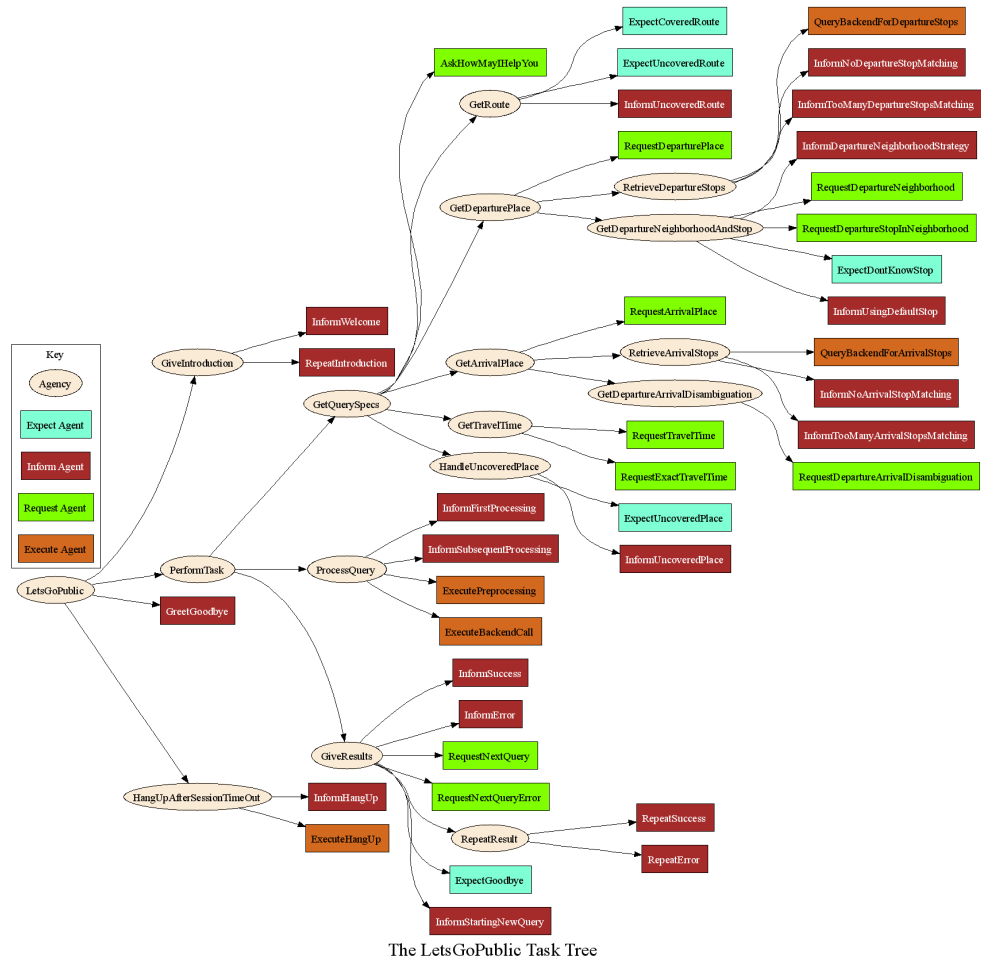 QueryBackendForDepartureStops
ExpectCoveredRoute
AskHowMayIHelpYou
ExpectUncoveredRoute
InformNoDepartureStopMatching
GetRoute
InformUncoveredRoute
InformTooManyDepartureStopsMatching
RequestDeparturePlace
InformDepartureNeighborhoodStrategy
RetrieveDepartureStops
RequestDepartureNeighborhood
GetDeparturePlace
GetDepartureNeighborhoodAndStop
RequestDepartureStopInNeighborhood
ExpectDontKnowStop
InformWelcome
RequestArrivalPlace
InformUsingDefaultStop
Key
GiveIntroduction
RepeatIntroduction
GetArrivalPlace
RetrieveArrivalStops
QueryBackendForArrivalStops
Agency
GetQuerySpecs
GetDepartureArrivalDisambiguation
InformNoArrivalStopMatching
Expect Agent
GetTravelTime
RequestTravelTime
InformTooManyArrivalStopsMatching
Inform Agent
HandleUncoveredPlace
RequestExactTravelTime
RequestDepartureArrivalDisambiguation
Request Agent
InformFirstProcessing
ExpectUncoveredPlace
Execute Agent
InformSubsequentProcessing
InformUncoveredPlace
PerformTask
ProcessQuery
LetsGoPublic
ExecutePreprocessing
GreetGoodbye
ExecuteBackendCall
InformSuccess
InformError
GiveResults
RequestNextQuery
HangUpAfterSessionTimeOut
InformHangUp
RequestNextQueryError
RepeatSuccess
ExecuteHangUp
RepeatResult
RepeatError
ExpectGoodbye
InformStartingNewQuery
The LetsGoPublic Task Tree